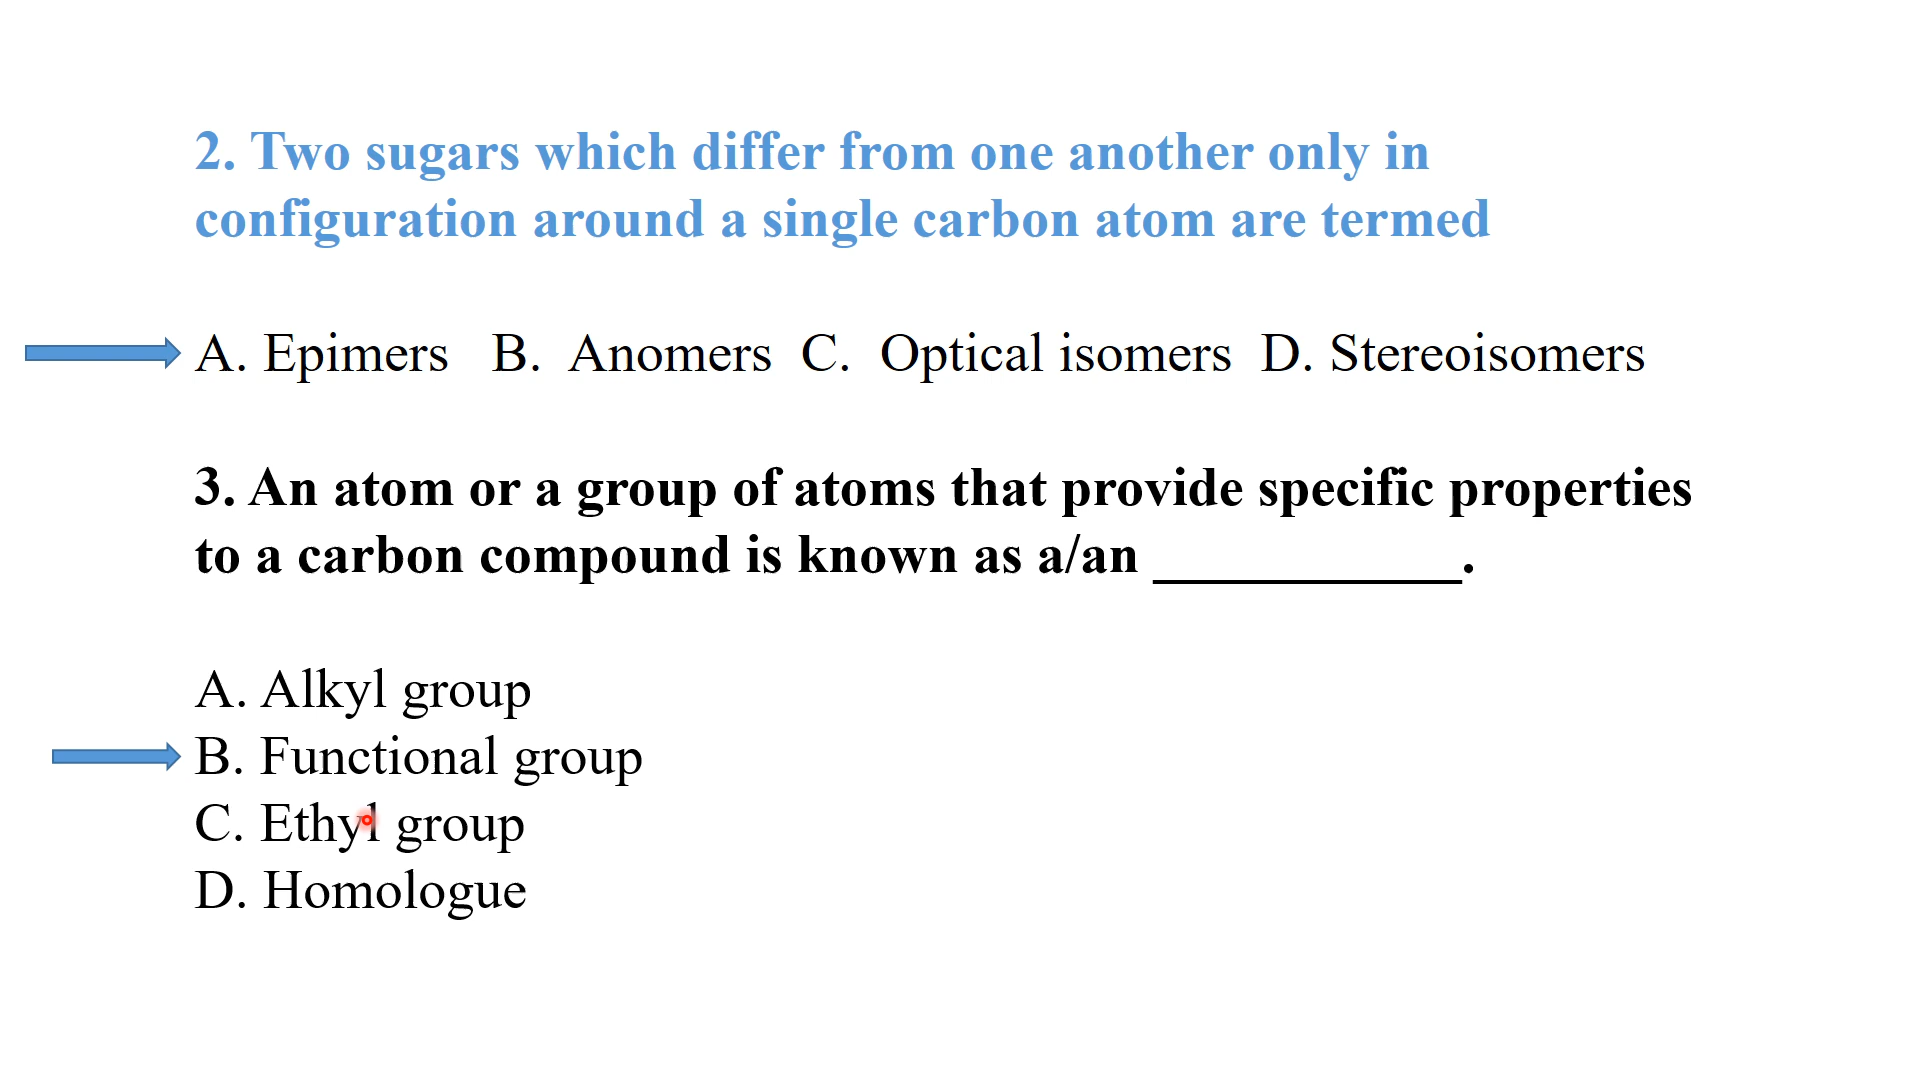 2. Two sugars which differ from one another only in
configuration around a single carbon atom are termed
A. Epimers B. Anomers C. Optical isomers D. Stereoisomers
3. An atom or a group of atoms that provide specific properties
to a carbon compound is known as a/an ___________.
A. Alkyl group
B. Functional group
C. Ethyl group
D. Homologue